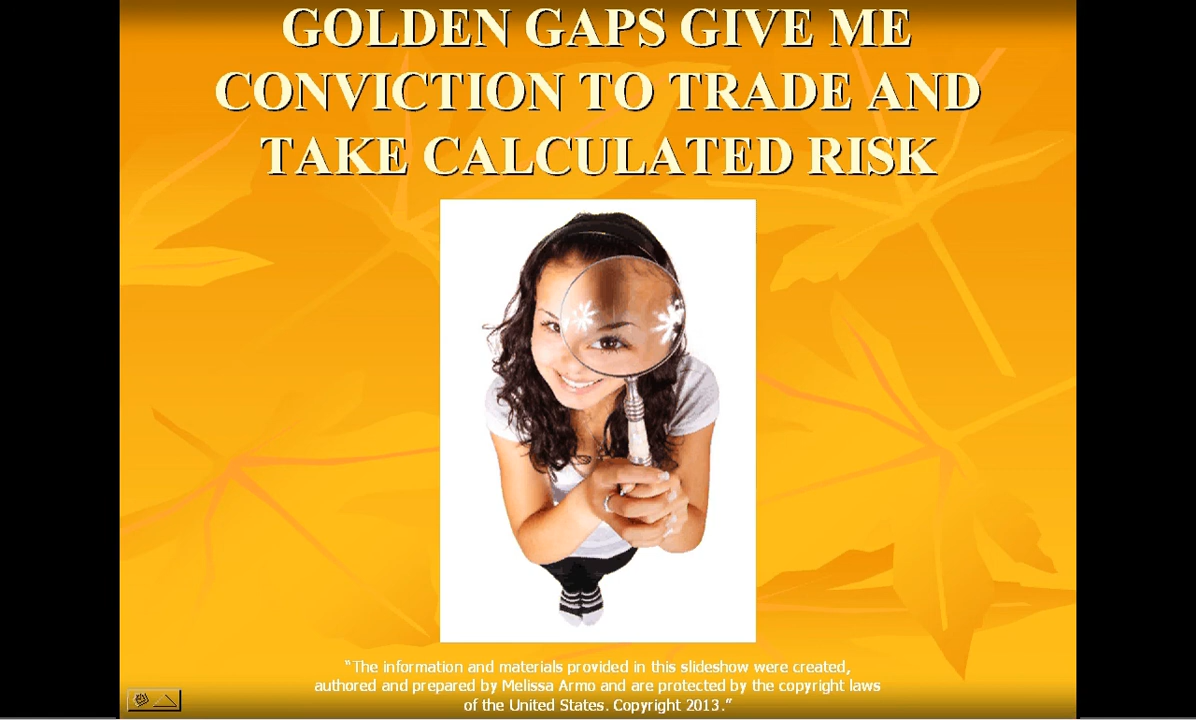 GOLDEN GAPS GIVE ME
CONVICTION TO TRADE AND
TAKE CALCULATED RISK
“The information and materials provided in this slideshow were created,
authored and prepared by Melissa Armo and are protected by the copyright laws
of the United States. Copyright 2013.”